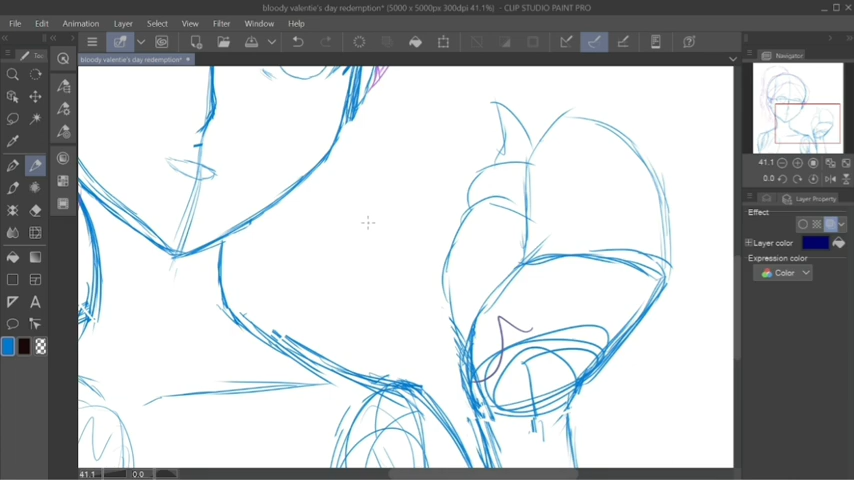 bloody valentie's day redemption* (5000 x 5000px 300dpi 41.1%) - CLIP STUDIO PAINT PRO
File Edit Animation Layer Select View Filter Window Help
Toc
bloody valentie's day redemption*
Navigator
41.1
0.0
Layer Property
Effect
Layer color
Expression color
Color
41.1 0.0